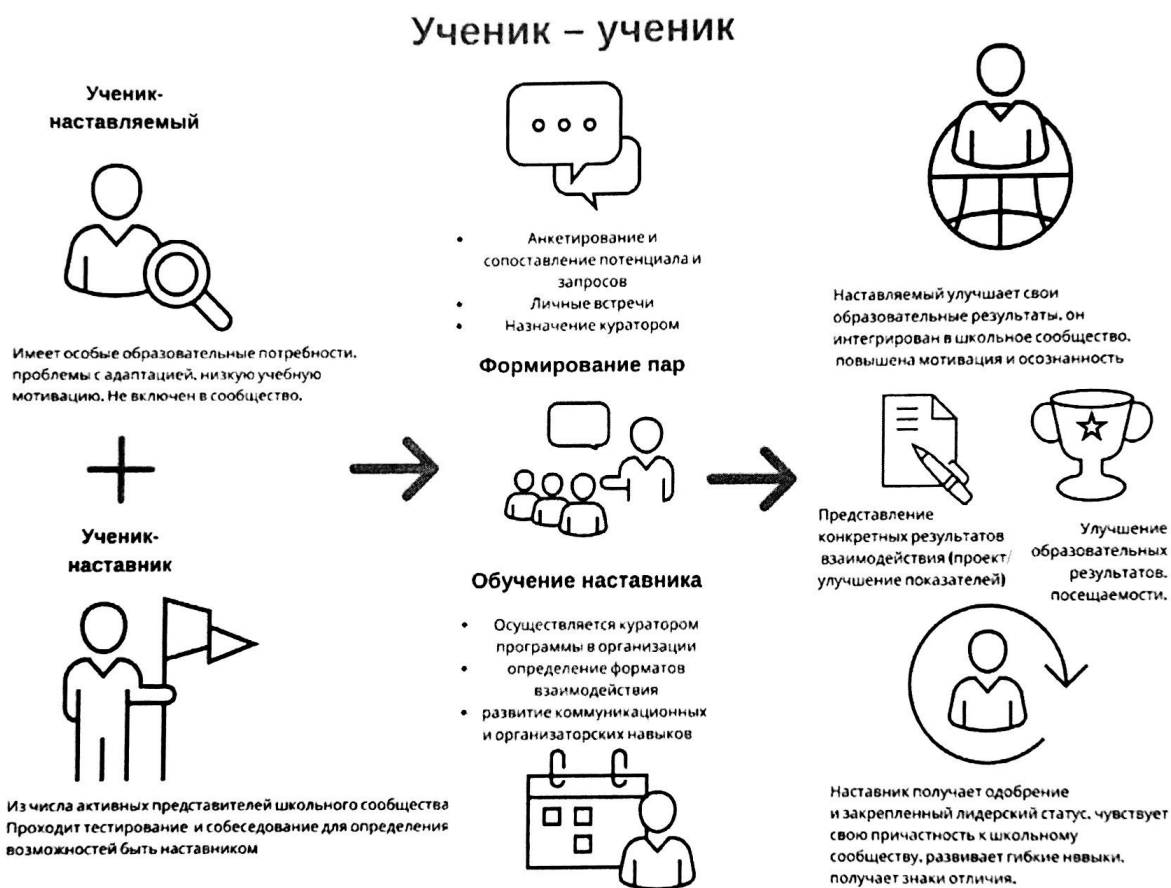 Ученик – ученик
Ученик-
наставляемый
Имеет особые образовательные потребности.
проблемы с адаптацией. низкую учебную
мотивацию. Не включен в сообщество.
Ученик-
наставник
Из числа активных представителей школьного сообщества
Проходит тестирование и собеседование для определения
возможностей быть наставником
• Анкетирование и
сопоставление потенциала и
запросов
• Личные встречи
• Назначение куратором
Формирование пар
Обучение наставника
• Осуществляется куратором
программы в организации
• определение форматов
взаимодействия
• развитие коммуникационных
и организаторских навыков
Наставляемый улучшает свои
образовательные результаты. он
интегрирован в школьное сообщество.
повышена мотивация и осознанность
Представление
конкретных результатов
взаимодействия (проект/
улучшение показателей)
Улучшение
образовательных
результатов.
посещаемости.
Наставник получает одобрение
и закрепленный лидерский статус. чувствует
свою причастность к школьному
сообществу. развивает гибкие неввыки.
получает знаки отличия.